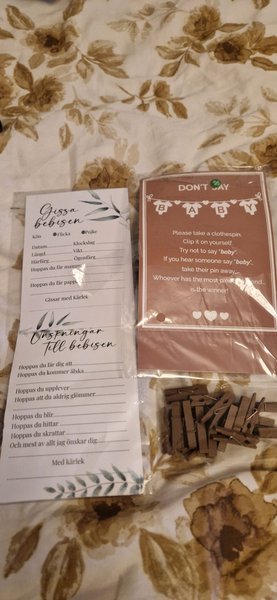 Gissa
bebisen
Kön Flicka Pojke
Datum Klockslag
Längd Vikt
Hårfärg Ögonfärg
Hoppas du får mammas
Hoppas du får pappas
Gissat med Kärlek
Önskningar
Till bebisen
Hoppas du lär dig att
Hoppas du kommer älska
Hoppas du upplever
Hoppas att du aldrig glömmer
Hoppas du blir
Hoppas du hittar
Hoppas du skrattar
Och mest av allt jag önskar dig
Med kärlek
DON'T SAY
BABY
Please take a clothespin.
Clip it on yourself.
Try not to say "baby"
If you hear someone say "baby",
take their pin away.
Whoever has the most pins at the end
is the winner!